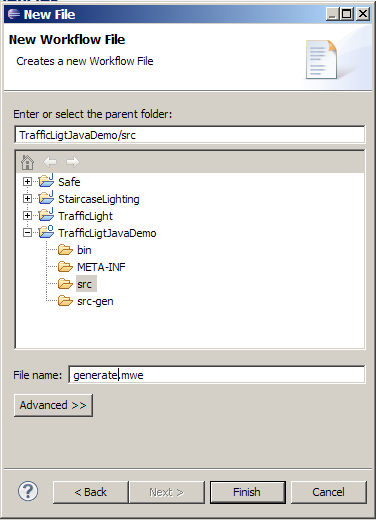 New File
New Workflow File
Creates a new Workflow File
Enter or select the parent folder:
TrafficLigtJavaDemo/src
Safe
StaircaseLighting
TrafficLight
TrafficLigtJavaDemo
bin
META-INF
src
src-gen
File name: generate.mwe
Advanced >>
? < Back Next > Finish Cancel